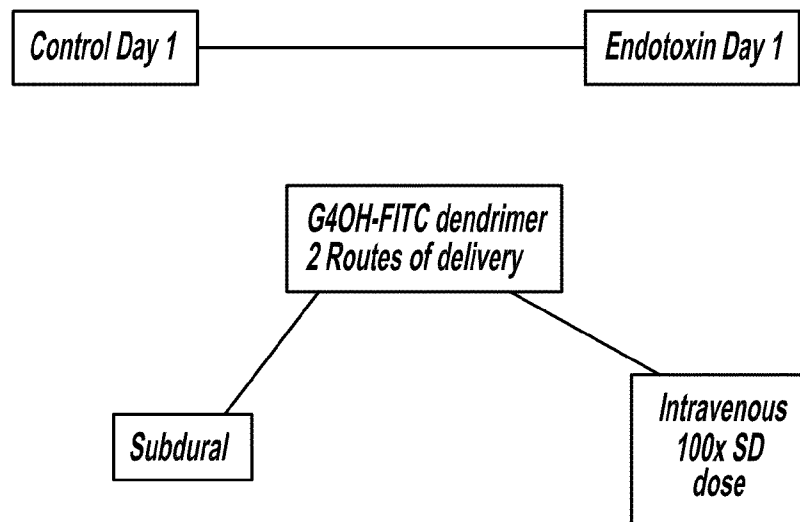 Control Day 1
Endotoxin Day 1
G4OH-FITC dendrimer
2 Routes of delivery
Subdural
Intravenous
100x SD
dose